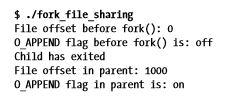 $ ./fork_file_sharing
File offset before fork(): 0
O_APPEND flag before fork() is: off
Child has exited
File offset in parent: 1000
O_APPEND flag in parent is: on